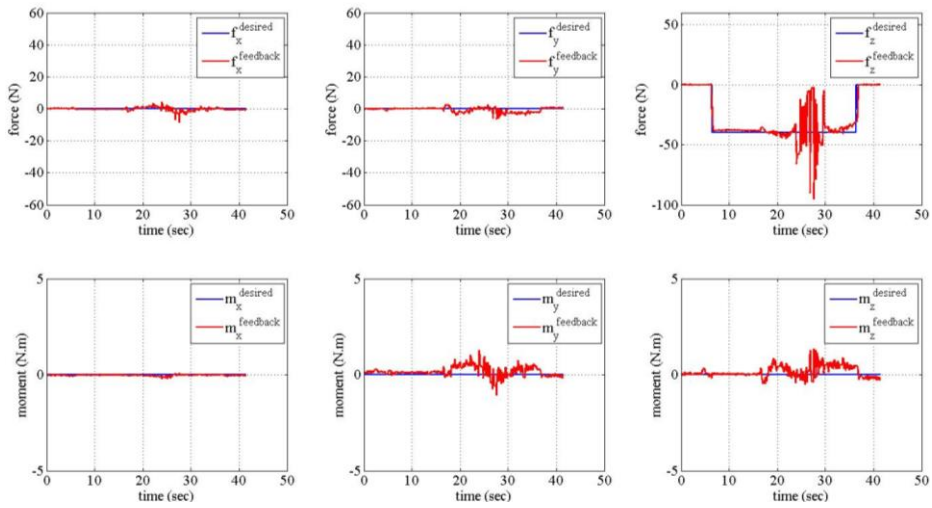 60
40
20
0
-20
-40
-60
0 10 20 30 40 50
force (N)
time (sec)
f_x^desired
f_x^feedback
60
40
20
0
-20
-40
-60
0 10 20 30 40 50
force (N)
time (sec)
f_y^desired
f_y^feedback
50
0
-50
-100
0 10 20 30 40 50
force (N)
time (sec)
f_z^desired
f_z^feedback
5
0
-5
0 10 20 30 40 50
moment (N.m)
time (sec)
m_x^desired
m_x^feedback
5
0
-5
0 10 20 30 40 50
moment (N.m)
time (sec)
m_y^desired
m_y^feedback
5
0
-5
0 10 20 30 40 50
moment (N.m)
time (sec)
m_z^desired
m_z^feedback